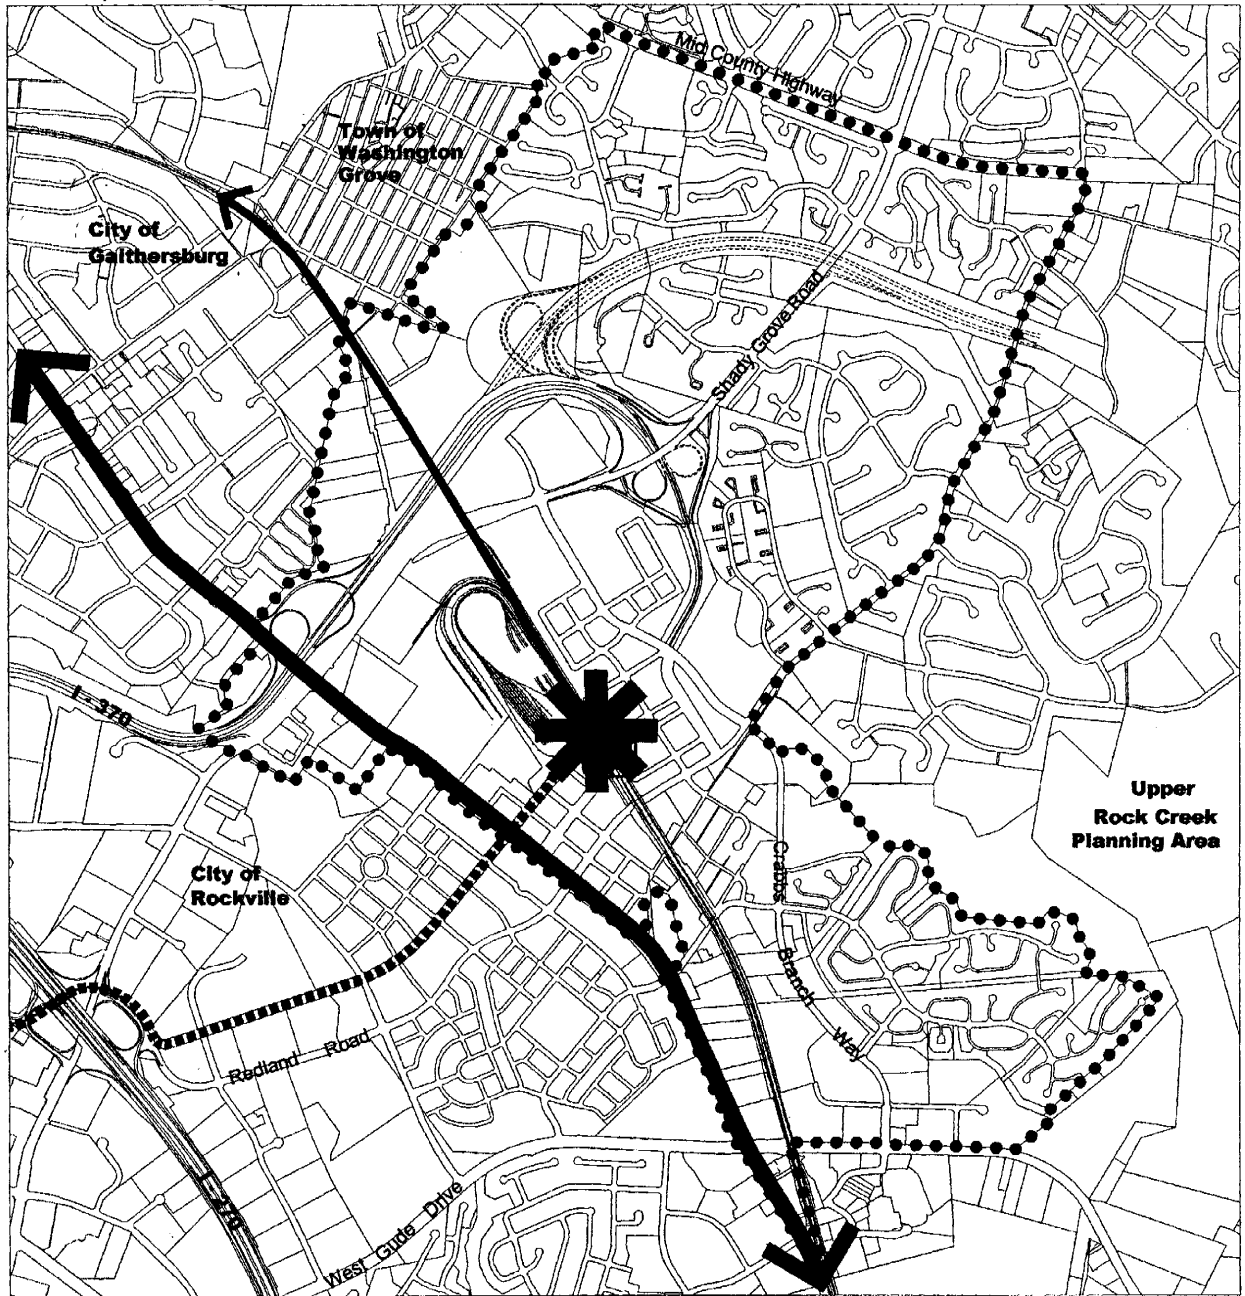 Mid County Highway
Town of
Washington
Grove
City of
Gaithersburg
Shady Grove Road
I - 370
Upper
Rock Creek
Planning Area
City of
Rockville
Crabbs
Branch
Way
Redland Road
I - 270
West Gude Drive